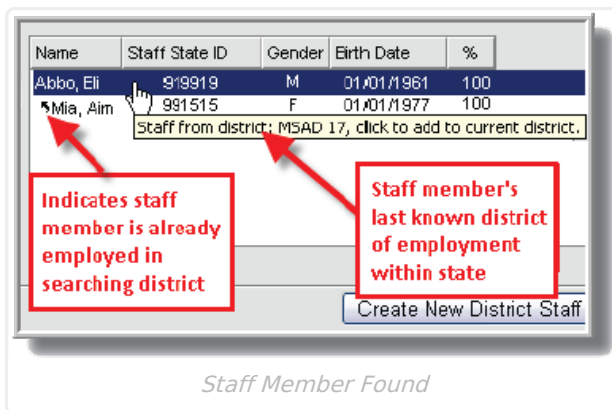 Name Staff State ID Gender Birth Date %
Abbo, Eli 919919 M 01/01/1961 100
Mia, Aim 991515 F 01/01/1977 100
Staff from district: MSAD 17, click to add to current district.
Indicates staff
member is already
employed in
searching district
Staff member's
last known district
of employment
within state
Create New District Staff
Staff Member Found